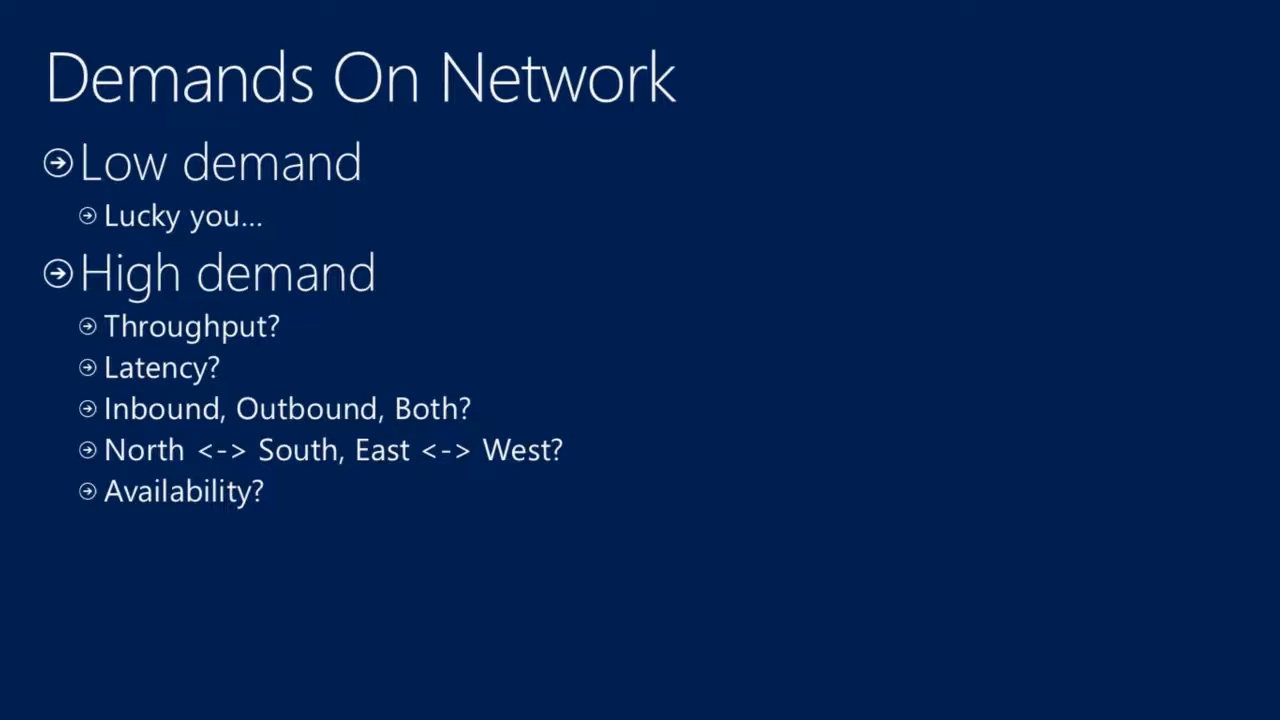 Demands On Network
Low demand
Lucky you...
High demand
Throughput?
Latency?
Inbound, Outbound, Both?
North <-> South, East <-> West?
Availability?